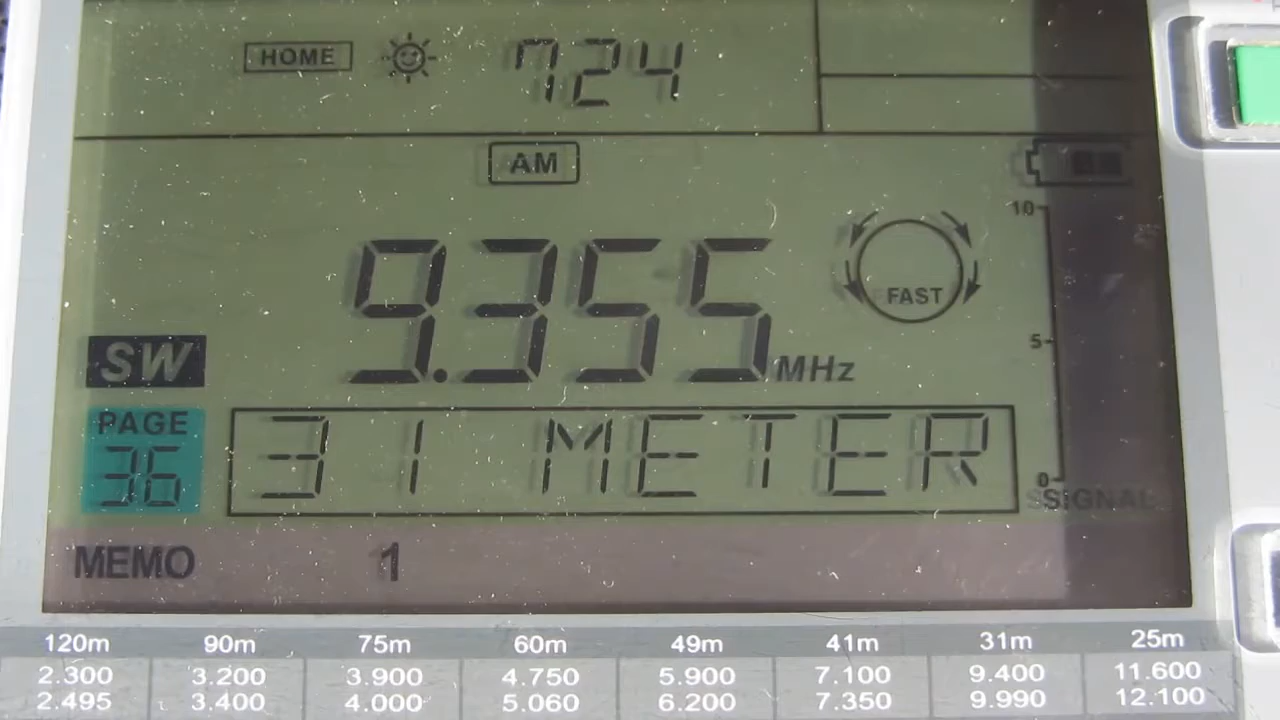 HOME 724
AM
10
9.355 MHz
FAST
5
SW
PAGE
36
31 METER
0
SIGNAL
MEMO 1
120m 90m 75m 60m 49m 41m 31m 25m
2.300 3.200 3.900 4.750 5.900 7.100 9.400 11.600
2.495 3.400 4.000 5.060 6.200 7.350 9.990 12.100